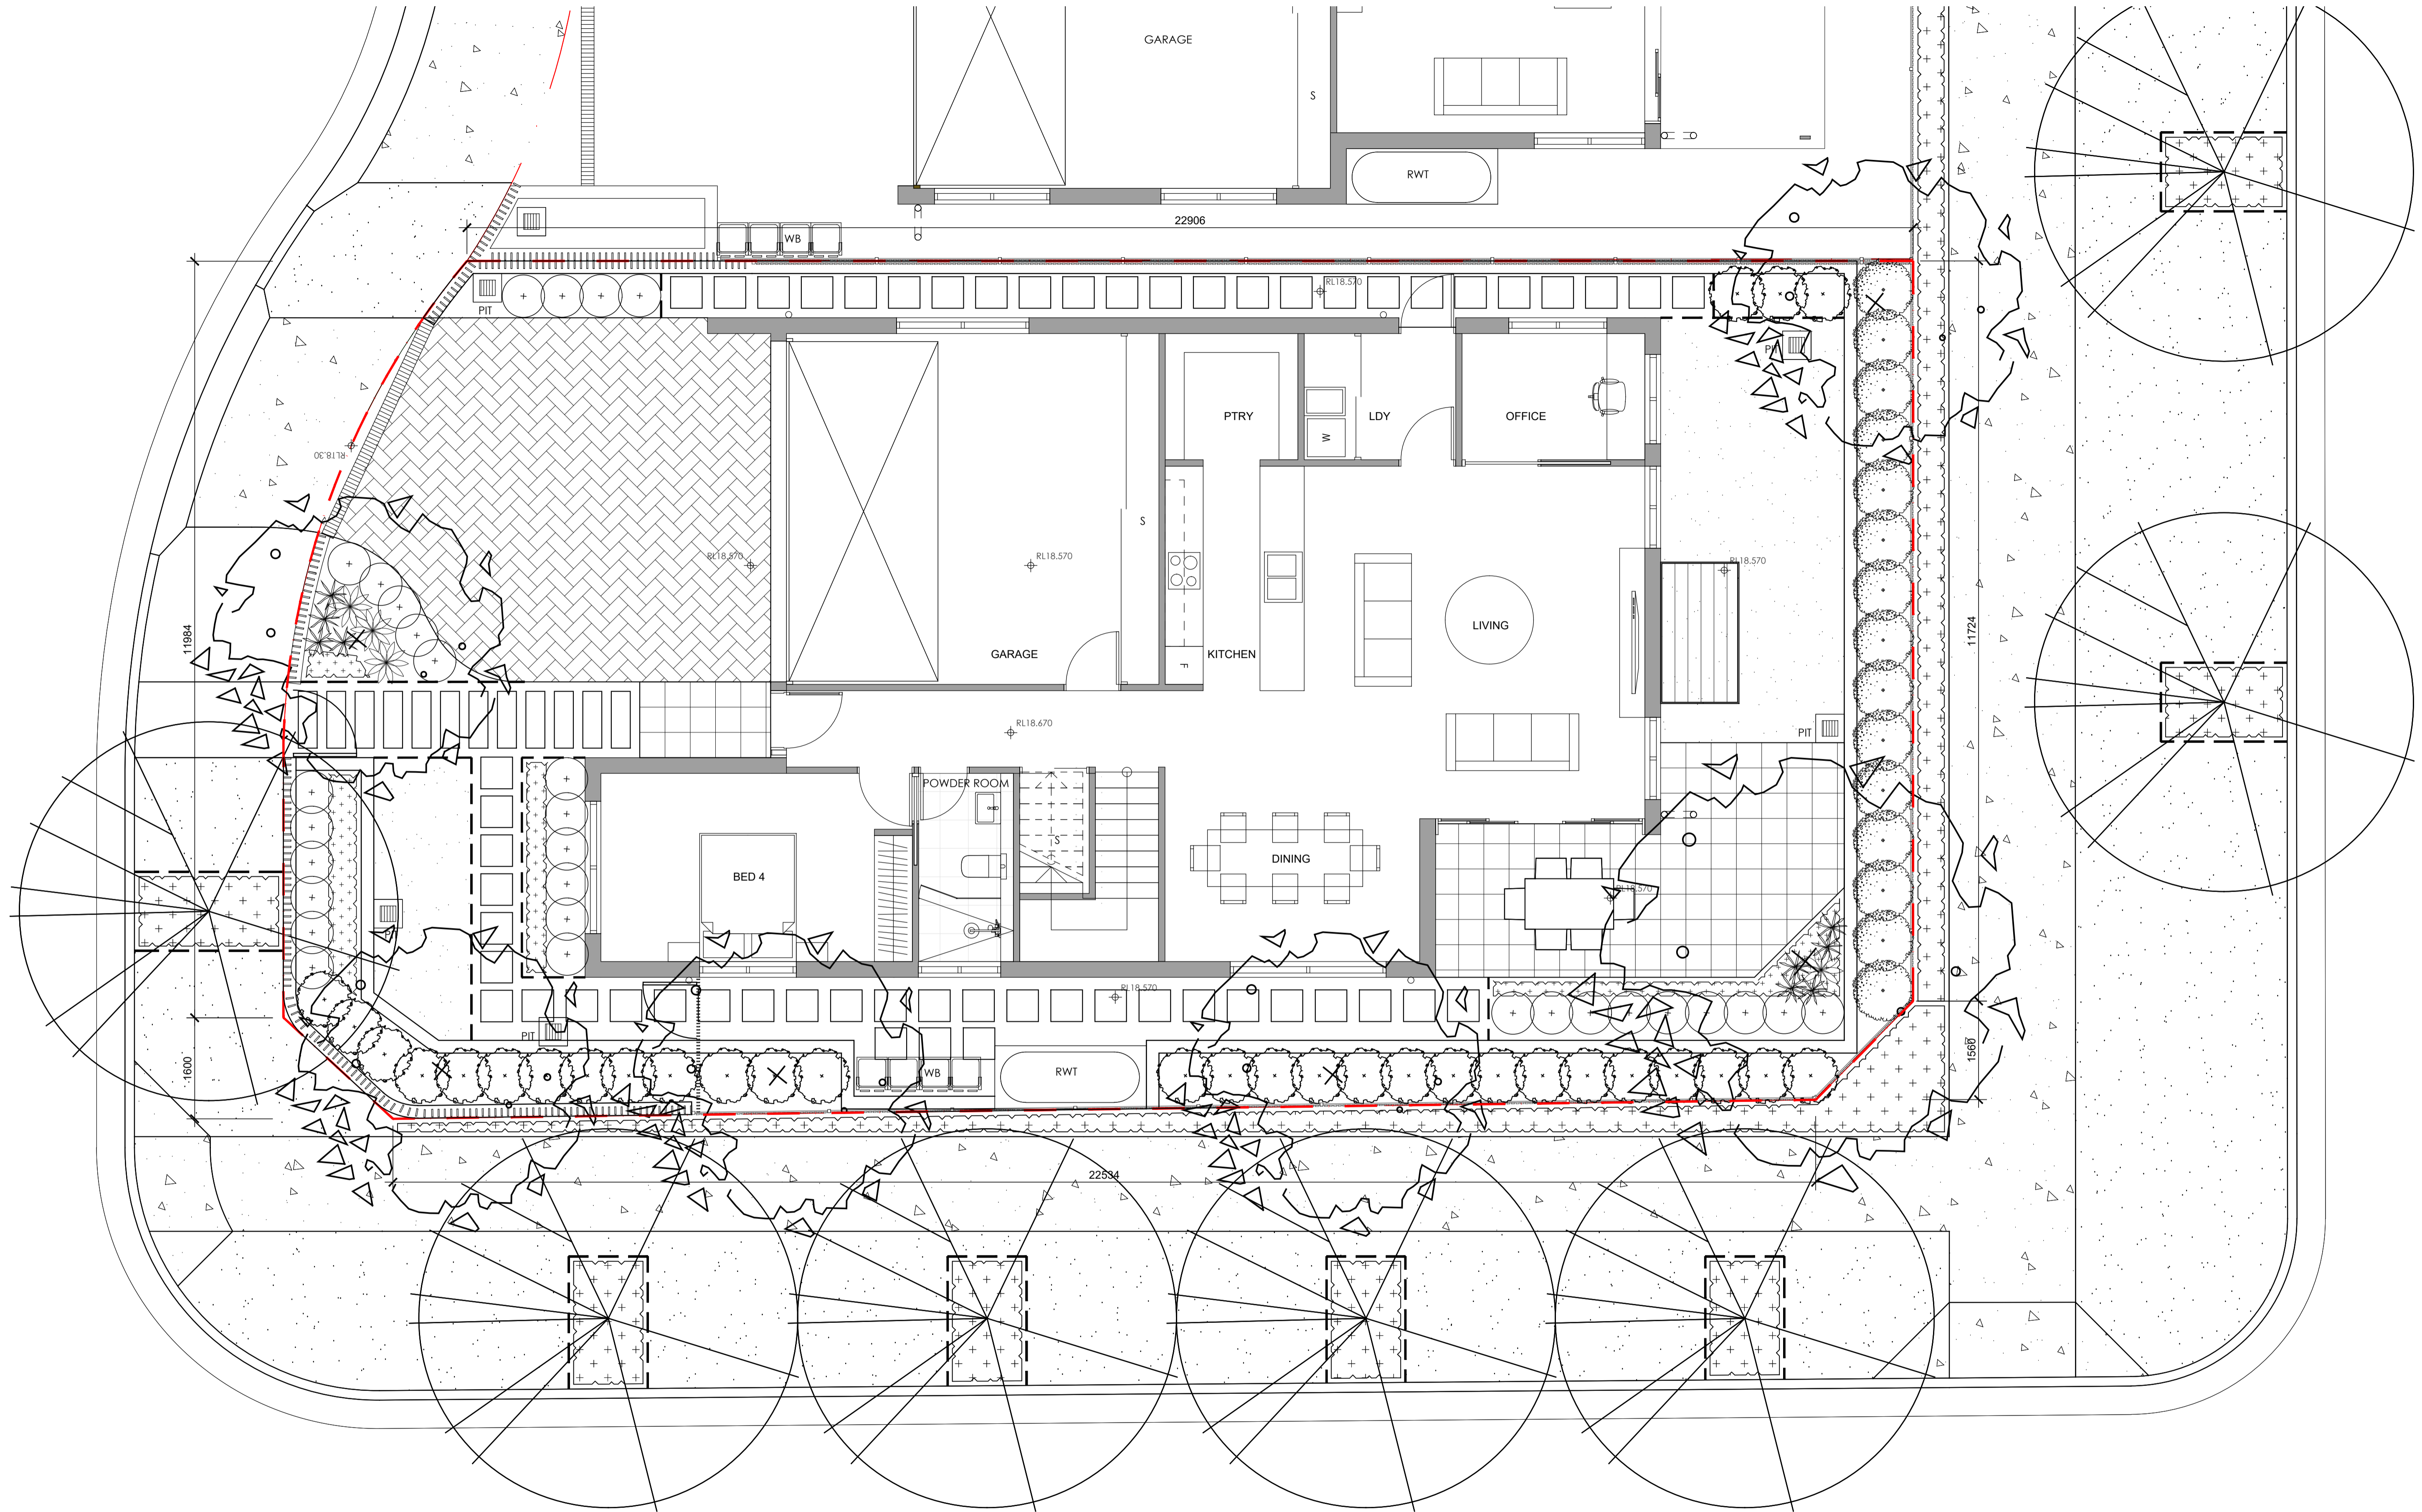 GARAGE
S
RWT
22906
WB
RL18.570
PIT
PIT
PTRY
LDY
OFFICE
W
RL18.30
S
RL18.570
RL18.570
RL18.570
11984
11724
LIVING
GARAGE
KITCHEN
F
RL18.670
PIT
POWDER ROOM
S
DINING
BED 4
RL18.570
PIT
RL18.570
PIT
1600
1560
WB
RWT
22534